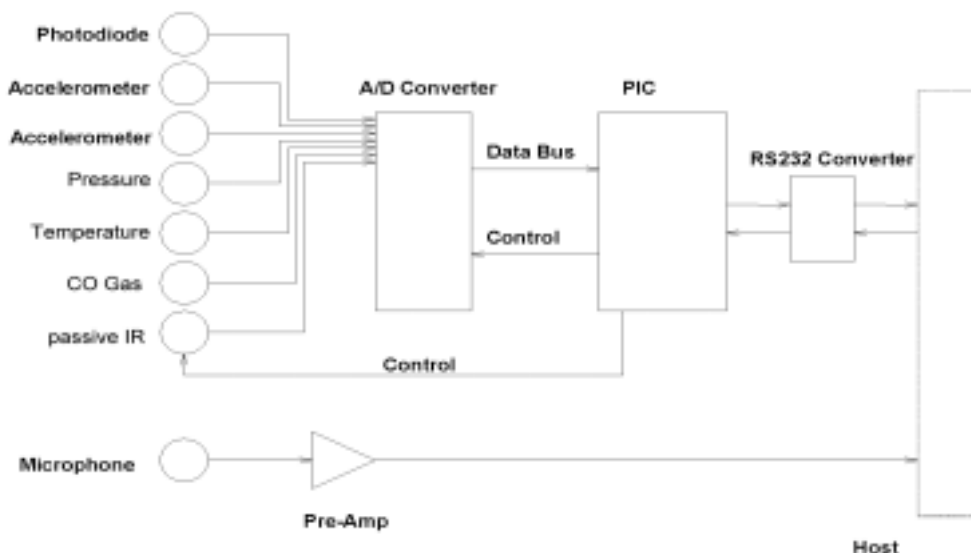 Photodiode
Accelerometer
A/D Converter
PIC
Accelerometer
Data Bus
RS232 Converter
Pressure
Temperature
Control
CO Gas
passive IR
Control
Microphone
Pre-Amp
Host